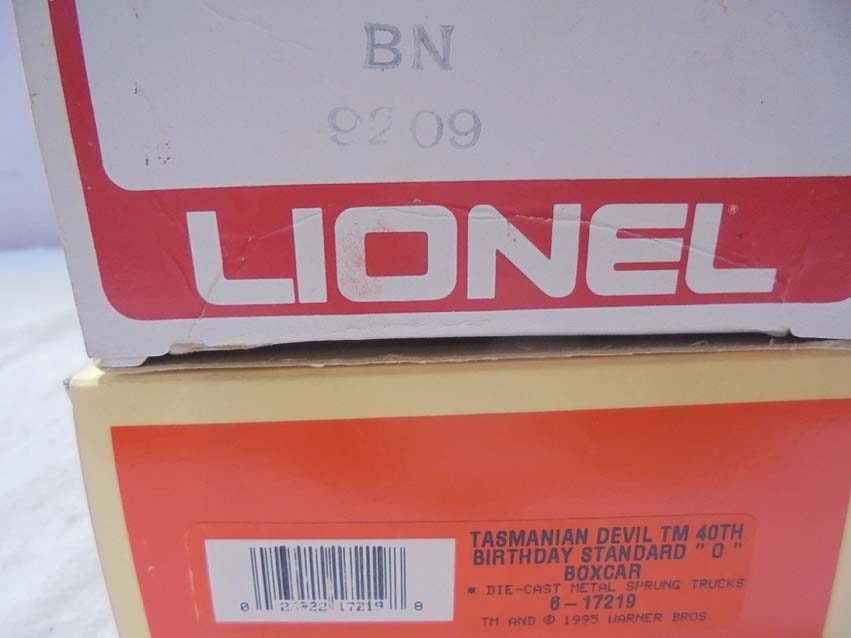 BN
9209
LIONEL®
TASMANIAN DEVIL TM 40TH
BIRTHDAY STANDARD "O"
BOXCAR
* DIE-CAST METAL SPRUNG TRUCKS
6-17219
TM AND © 1995 WARNER BROS
0 23922 17219 8